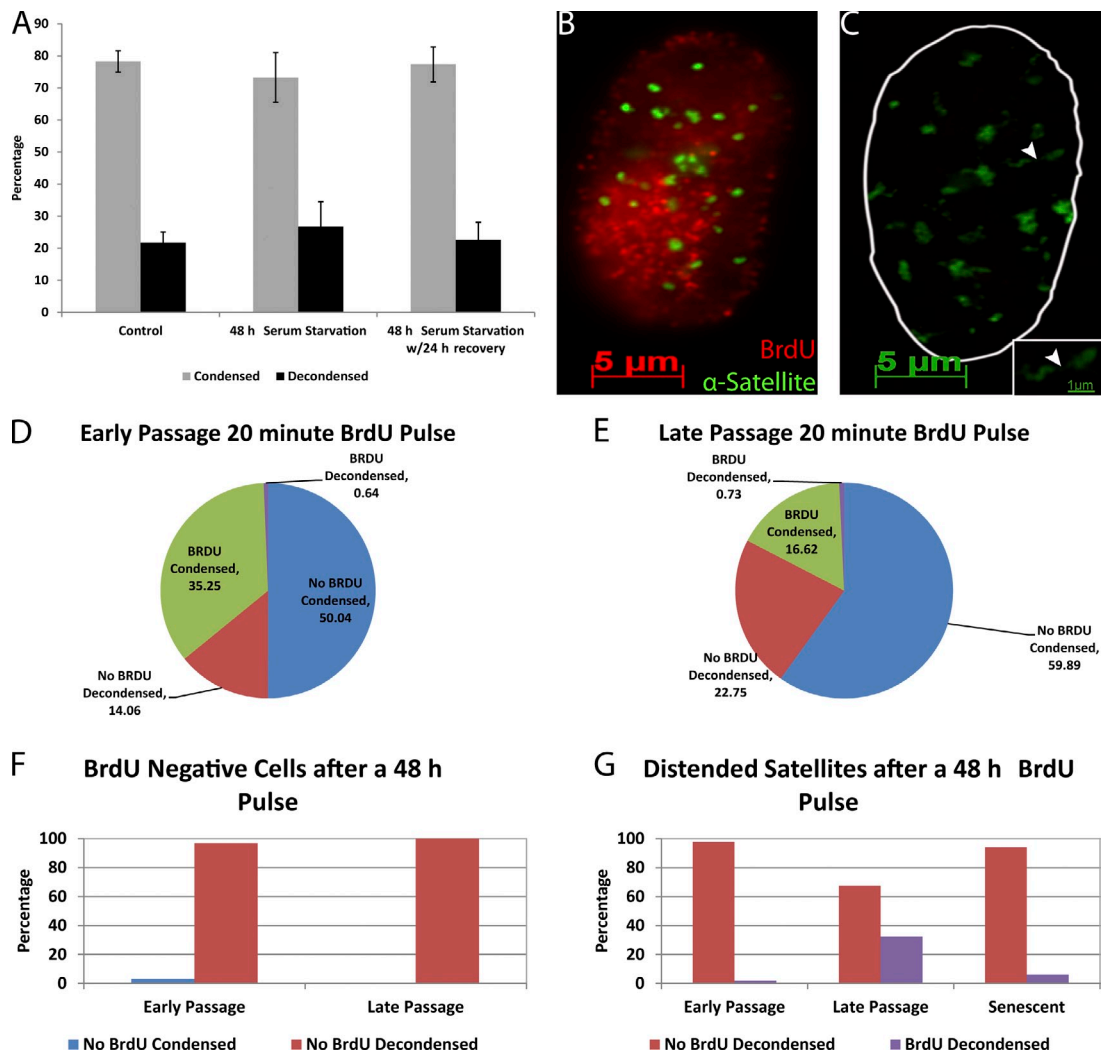 A
90
80
70
60
50
40
30
20
10
0
Percentage
Control
48 h Serum Starvation
48 h Serum Starvation
w/24 h recovery
Condensed
Decondensed
B
5 µm
BrdU
α-Satellite
C
5 µm
1µm
D
Early Passage 20 minute BrdU Pulse
BRDU
Decondensed,
0.64
BRDU
Condensed,
35.25
No BRDU
Condensed,
50.04
No BRDU
Decondensed,
14.06
E
Late Passage 20 minute BrdU Pulse
BRDU
Decondensed,
0.73
BRDU
Condensed,
16.62
No BRDU
Condensed,
59.89
No BRDU
Decondensed,
22.75
F
BrdU Negative Cells after a 48 h
Pulse
100
80
60
40
20
0
Percentage
Early Passage
Late Passage
No BrdU Condensed
No BrdU Decondensed
G
Distended Satellites after a 48 h BrdU
Pulse
100
80
60
40
20
0
Percentage
Early Passage
Late Passage
Senescent
No BrdU Decondensed
BrdU Decondensed